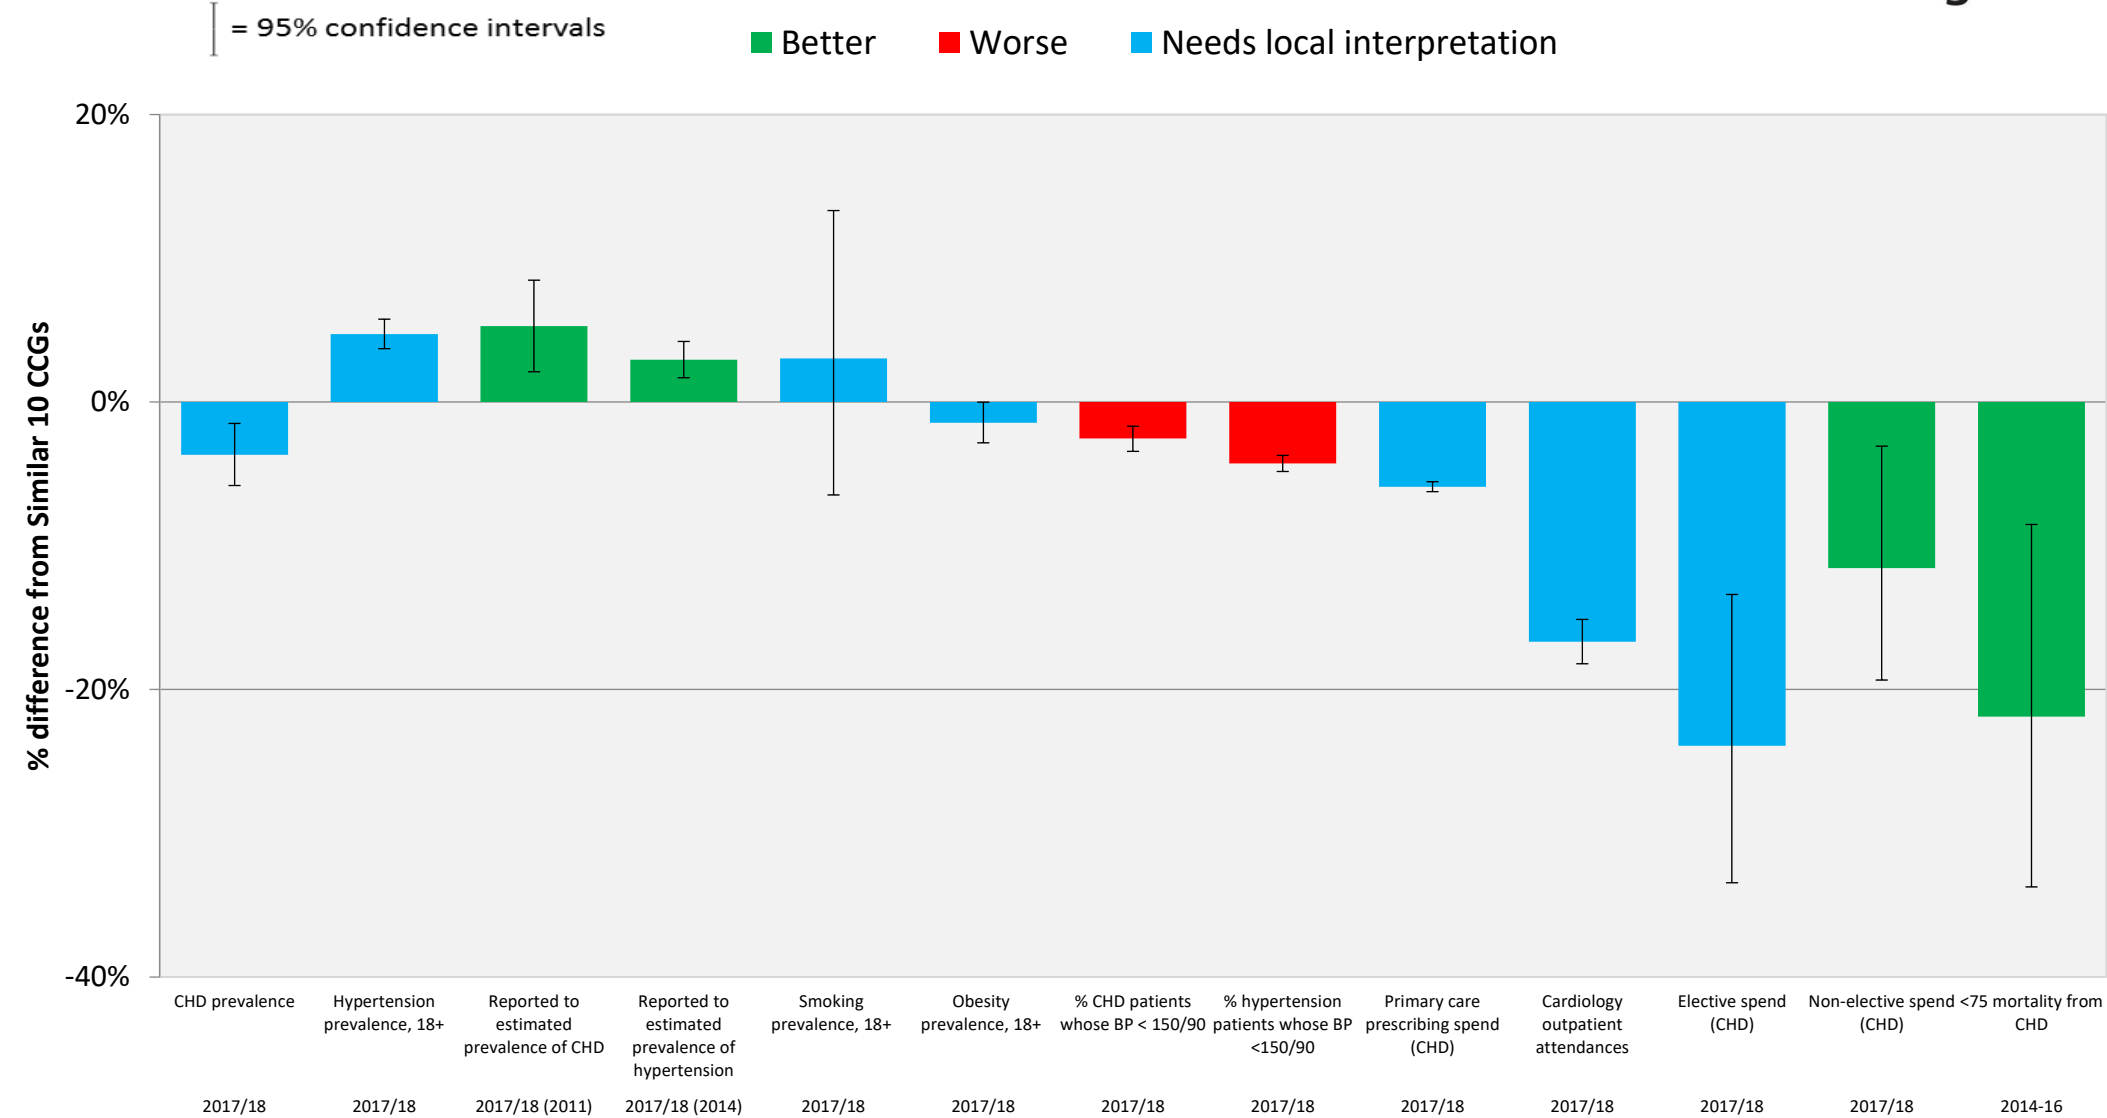 = 95% confidence intervals
Better
Worse
Needs local interpretation
% difference from Similar 10 CCGs
20%
0%
-20%
-40%
CHD prevalence
2017/18
Hypertension
prevalence, 18+
2017/18
Reported to
estimated
prevalence of CHD
2017/18 (2011)
Reported to
estimated
prevalence of
hypertension
2017/18 (2014)
Smoking
prevalence, 18+
2017/18
Obesity
prevalence, 18+
2017/18
% CHD patients
whose BP < 150/90
2017/18
% hypertension
patients whose BP
<150/90
2017/18
Primary care
prescribing spend
(CHD)
2017/18
Cardiology
outpatient
attendances
2017/18
Elective spend
(CHD)
2017/18
Non-elective spend
(CHD)
2017/18
<75 mortality from
CHD
2014-16